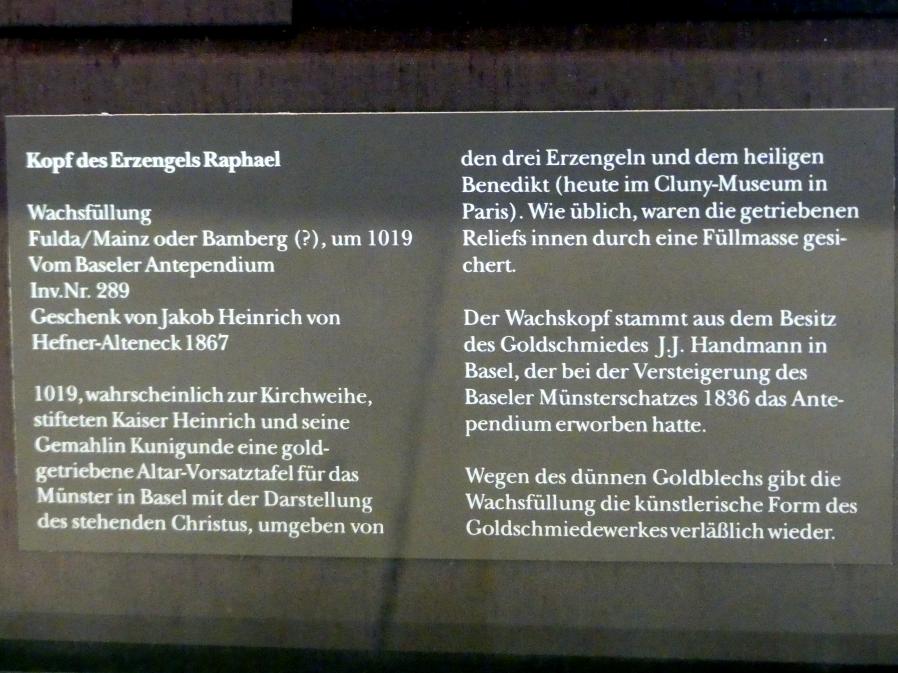 Kopf des Erzengels Raphael
Wachsfüllung
Fulda/Mainz oder Bamberg (?), um 1019
Vom Baseler Antependium
Inv.Nr. 289
Geschenk von Jakob Heinrich von
Hefner-Alteneck 1867
1019, wahrscheinlich zur Kirchweihe,
stifteten Kaiser Heinrich und seine
Gemahlin Kunigunde eine gold-
getriebene Altar-Vorsatztafel für das
Münster in Basel mit der Darstellung
des stehenden Christus, umgeben von
den drei Erzengeln und dem heiligen
Benedikt (heute im Cluny-Museum in
Paris). Wie üblich, waren die getriebenen
Reliefs innen durch eine Füllmasse gesi-
chert.
Der Wachskopf stammt aus dem Besitz
des Goldschmiedes J.J. Handmann in
Basel, der bei der Versteigerung des
Baseler Münsterschatzes 1836 das Ante-
pendium erworben hatte.
Wegen des dünnen Goldblechs gibt die
Wachsfüllung die künstlerische Form des
Goldschmiedewerkes verläßlich wieder.